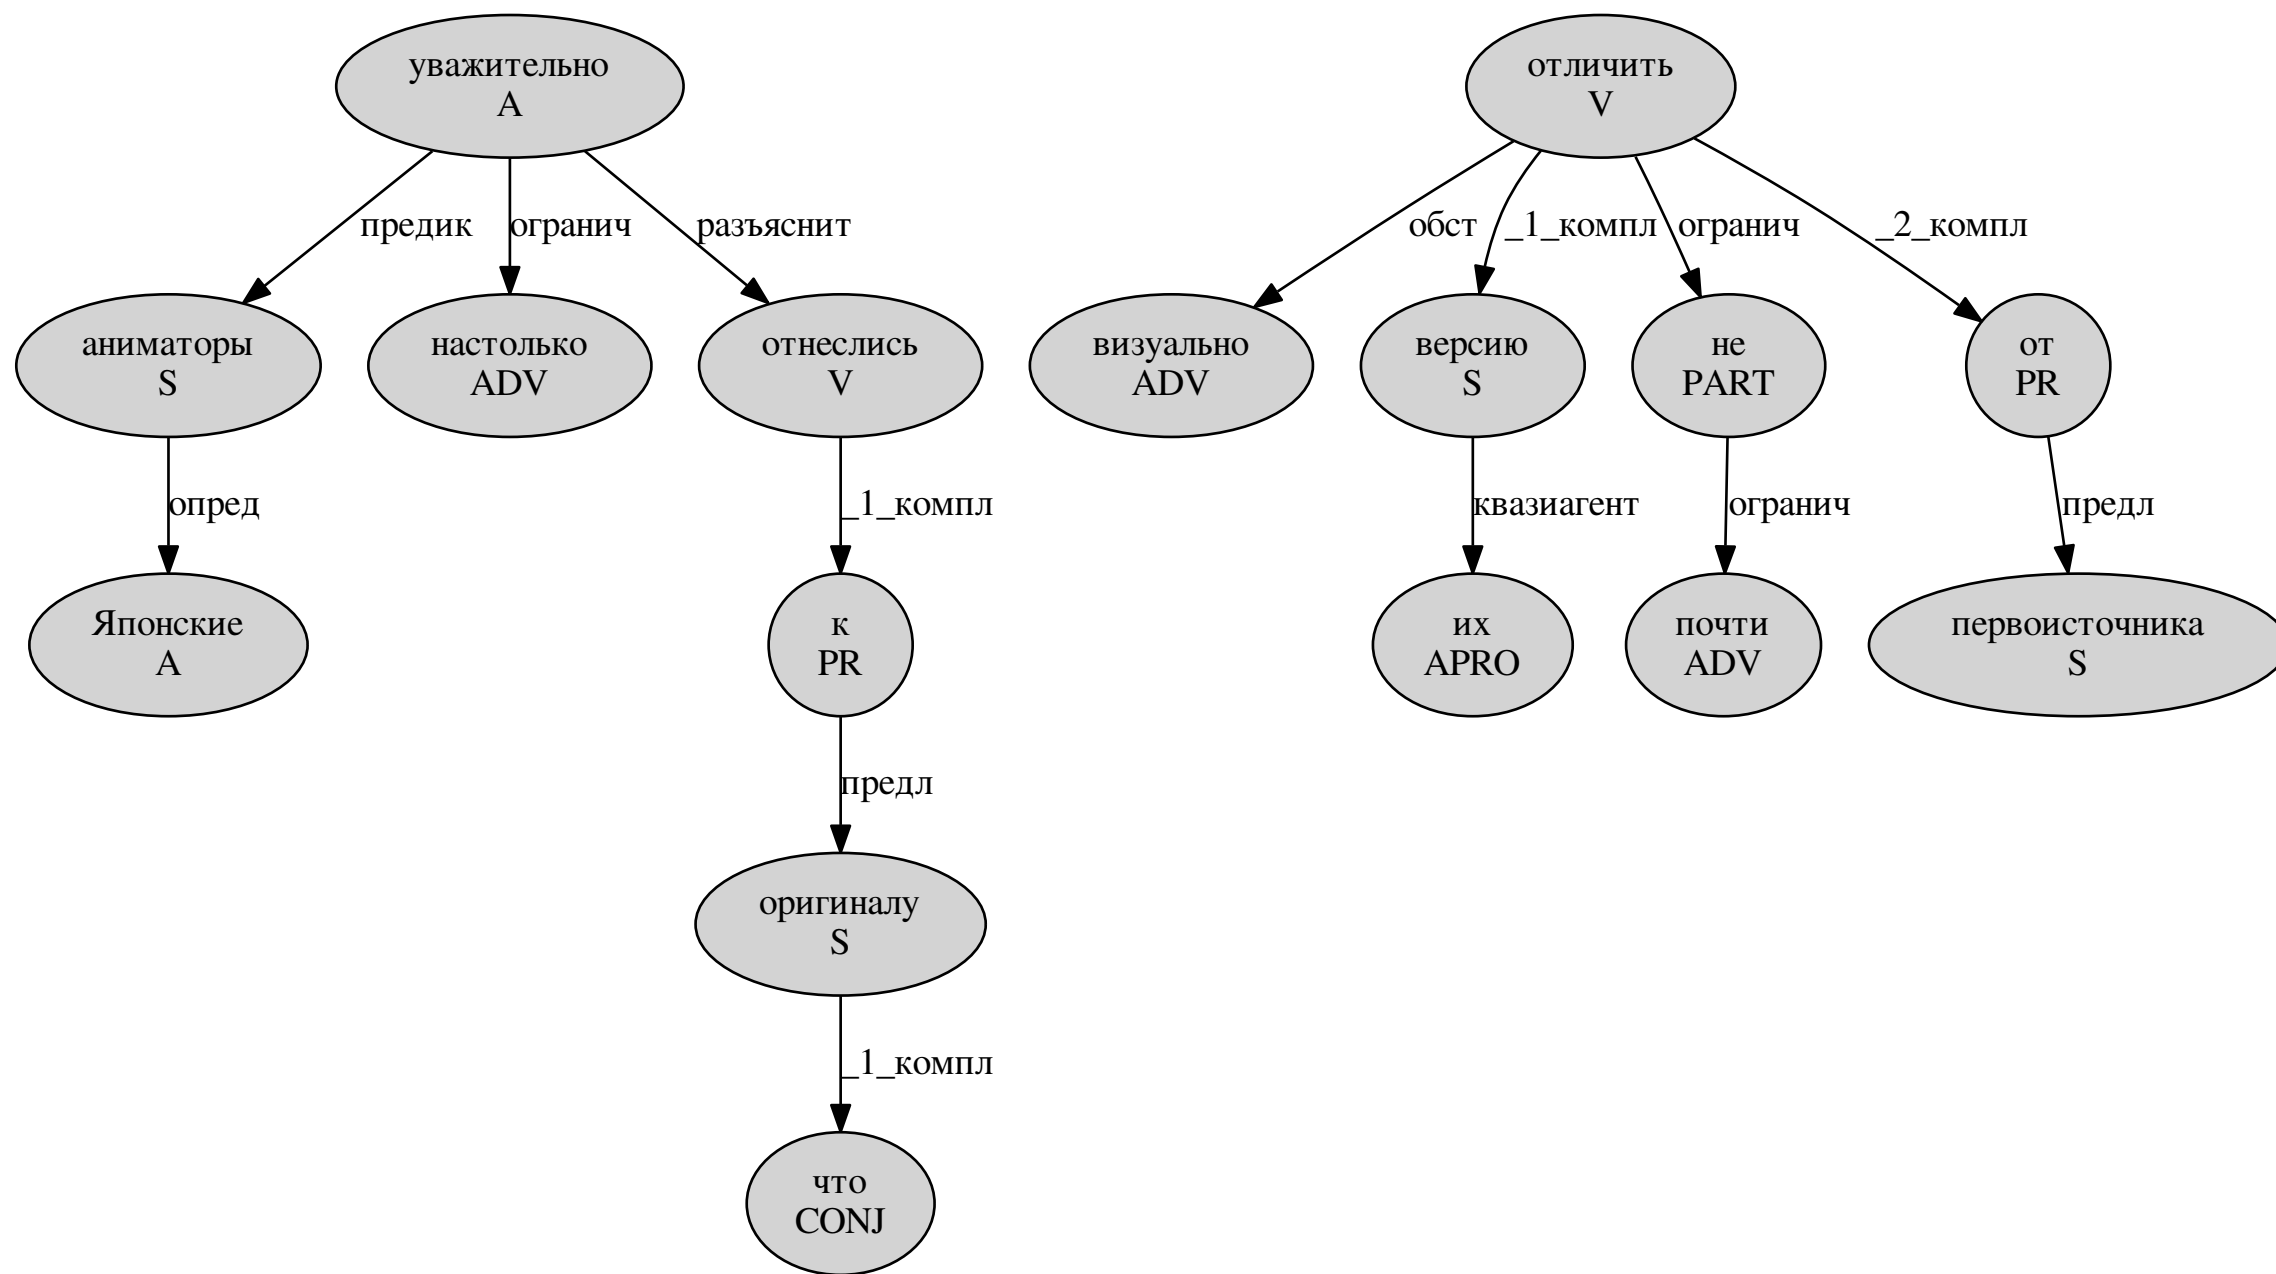 уважительно
A
отличить
V
предик
огранич
разъяснит
обст
_1_компл
огранич
_2_компл
аниматоры
S
настолько
ADV
отнеслись
V
визуально
ADV
версию
S
не
PART
от
PR
опред
_1_компл
квазиагент
огранич
предл
Японские
A
к
PR
их
APRO
почти
ADV
первоисточника
S
предл
оригиналу
S
_1_компл
что
CONJ